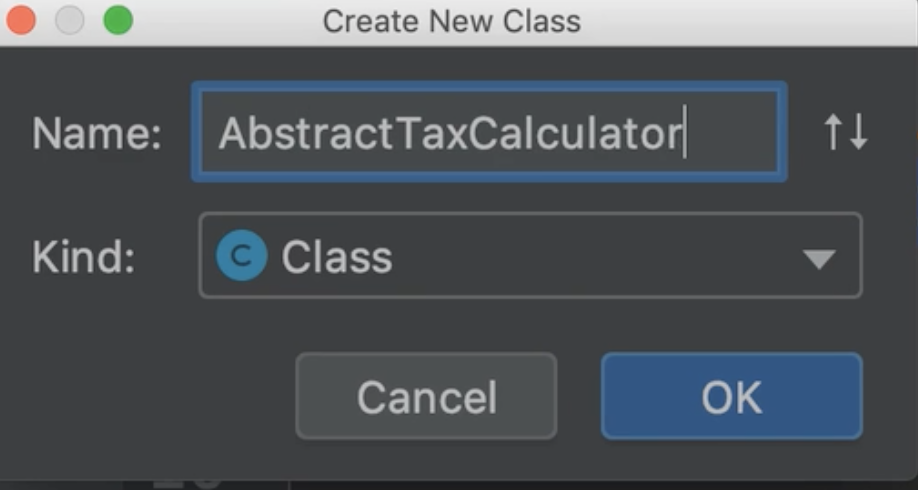 Create New Class
Name: AbstractTaxCalculator
Kind: C Class
Cancel OK